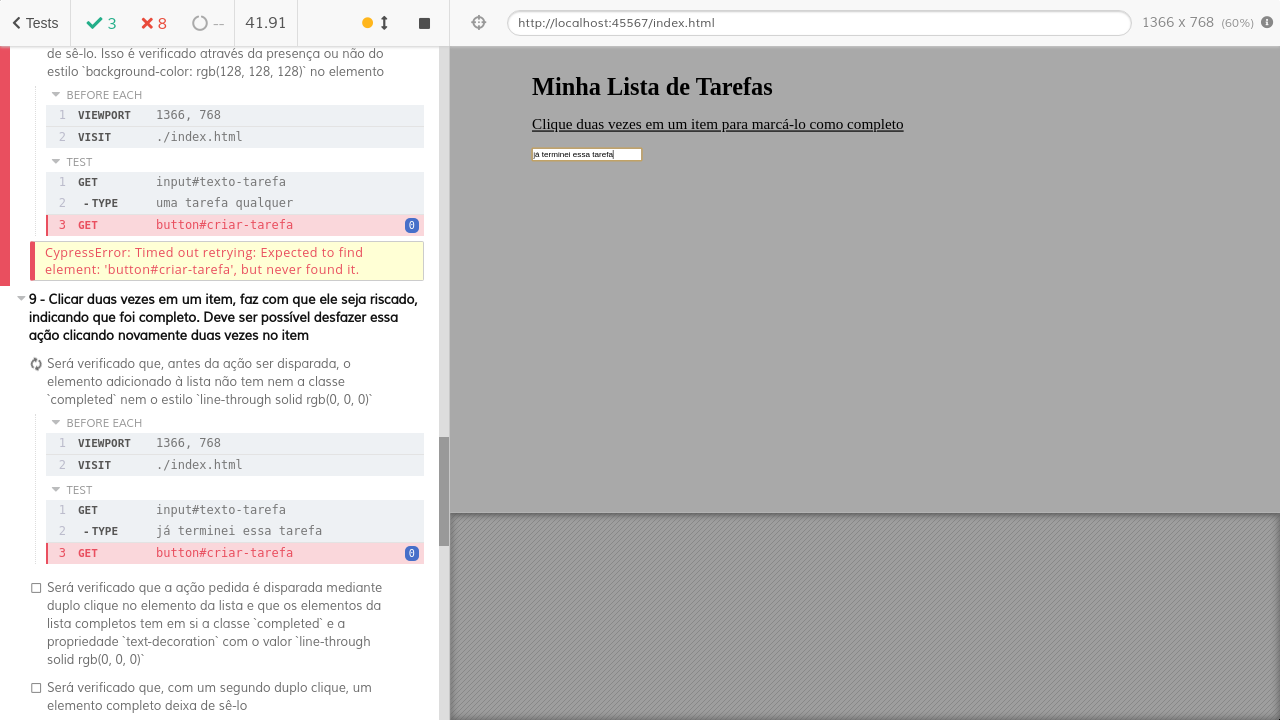 Tests
3
8
--
41.91
http://localhost:45567/index.html
1366 x 768 (60%)
de sê-lo. Isso é verificado através da presença ou não do
estilo `background-color: rgb(128, 128, 128)` no elemento
BEFORE EACH
1 VIEWPORT 1366, 768
2 VISIT ./index.html
TEST
1 GET input#texto-tarefa
2 -TYPE uma tarefa qualquer
3 GET button#criar-tarefa 0
CypressError: Timed out retrying: Expected to find
element: 'button#criar-tarefa', but never found it.
9 - Clicar duas vezes em um item, faz com que ele seja riscado,
indicando que foi completo. Deve ser possível desfazer essa
ação clicando novamente duas vezes no item
Será verificado que, antes da ação ser disparada, o
elemento adicionado à lista não tem nem a classe
`completed` nem o estilo `line-through solid rgb(0, 0, 0)`
BEFORE EACH
1 VIEWPORT 1366, 768
2 VISIT ./index.html
TEST
1 GET input#texto-tarefa
2 -TYPE já terminei essa tarefa
3 GET button#criar-tarefa 0
Será verificado que a ação pedida é disparada mediante
duplo clique no elemento da lista e que os elementos da
lista completos tem em si a classe `completed` e a
propriedade `text-decoration` com o valor `line-through
solid rgb(0, 0, 0)`
Será verificado que, com um segundo duplo clique, um
elemento completo deixa de sê-lo
Minha Lista de Tarefas
Clique duas vezes em um item para marcá-lo como completo
já terminei essa tarefa